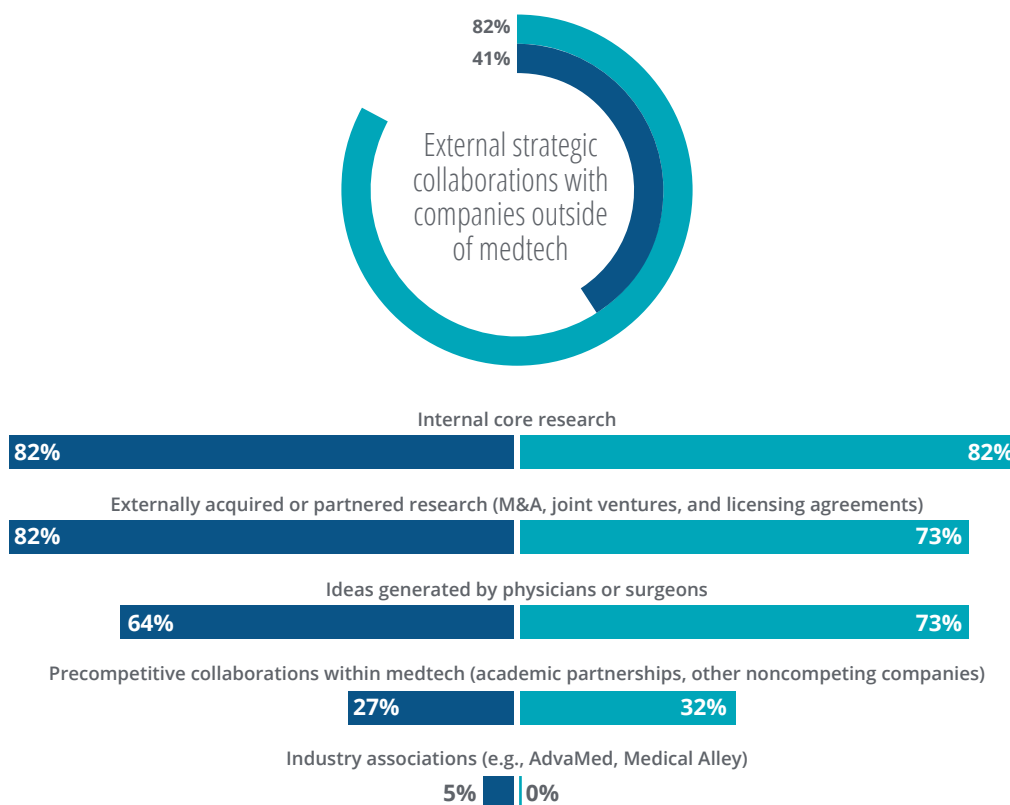 82%
41%
External strategic
collaborations with
companies outside
of medtech
Internal core research
82% 82%
Externally acquired or partnered research (M&A, joint ventures, and licensing agreements)
82% 73%
Ideas generated by physicians or surgeons
64% 73%
Precompetitive collaborations within medtech (academic partnerships, other noncompeting companies)
27% 32%
Industry associations (e.g., AdvaMed, Medical Alley)
5% 0%